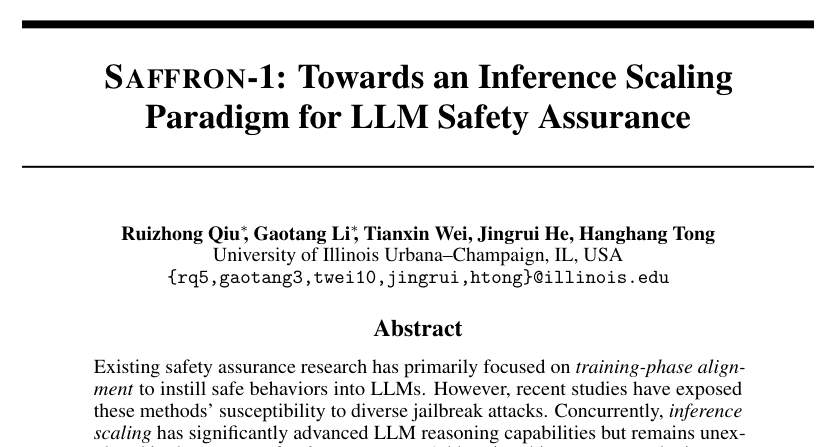 SAFFRON-1: Towards an Inference Scaling
Paradigm for LLM Safety Assurance
Ruizhong Qiu*, Gaotang Li*, Tianxin Wei, Jingrui He, Hanghang Tong
University of Illinois Urbana–Champaign, IL, USA
{rq5,gaotang3,twei10,jingrui,htong}@illinois.edu
Abstract
Existing safety assurance research has primarily focused on training-phase align-
ment to instill safe behaviors into LLMs. However, recent studies have exposed
these methods' susceptibility to diverse jailbreak attacks. Concurrently, inference
scaling has significantly advanced LLM reasoning capabilities but remains unex-